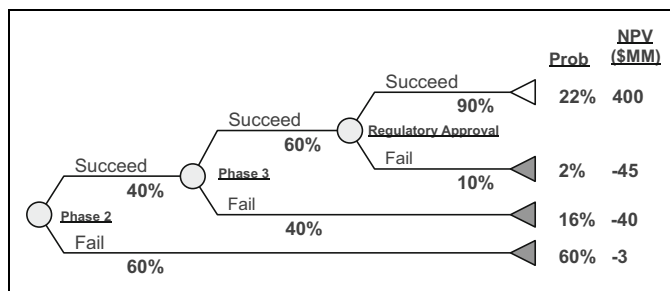 NPV
Prob ($MM)
Succeed
90% 22% 400
Succeed
60% Regulatory Approval
Fail
10% 2% -45
Succeed
40% Phase 3
Fail
40% 16% -40
Phase 2
Fail
60% 60% -3